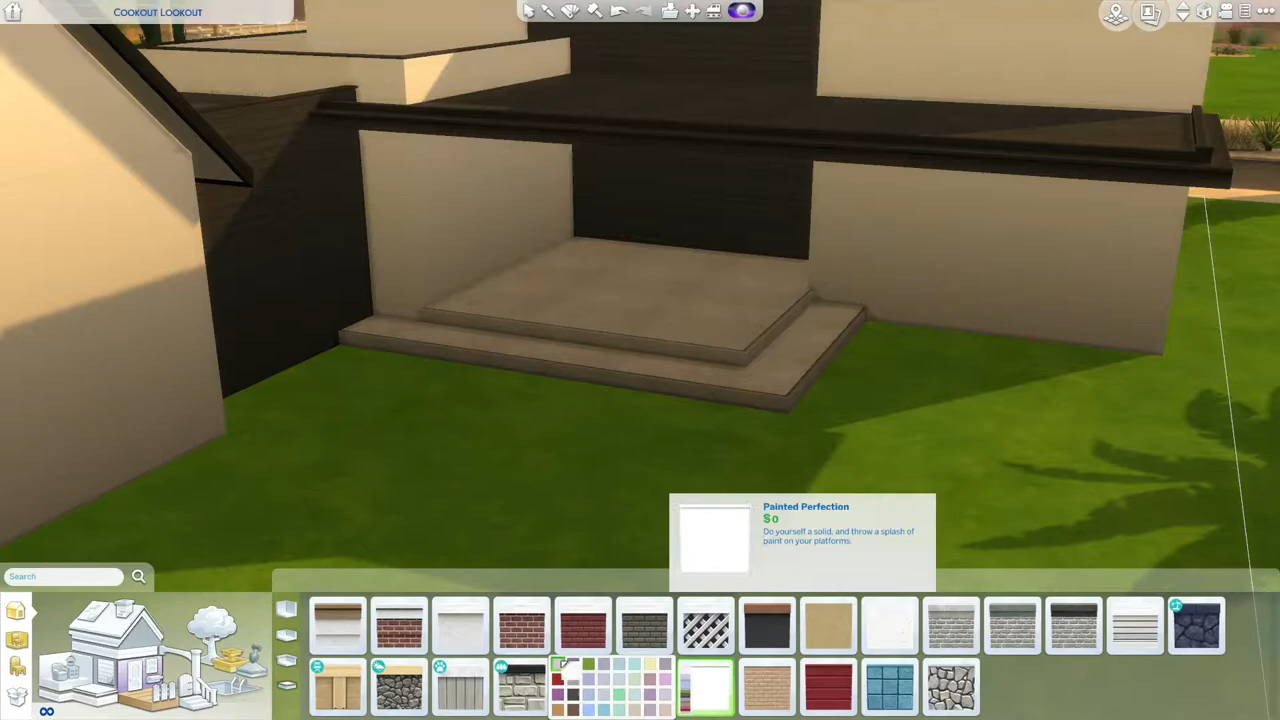 COOKOUT LOOKOUT
Painted Perfection
$0
Do yourself a solid, and throw a splash of
paint on your platforms.
Search